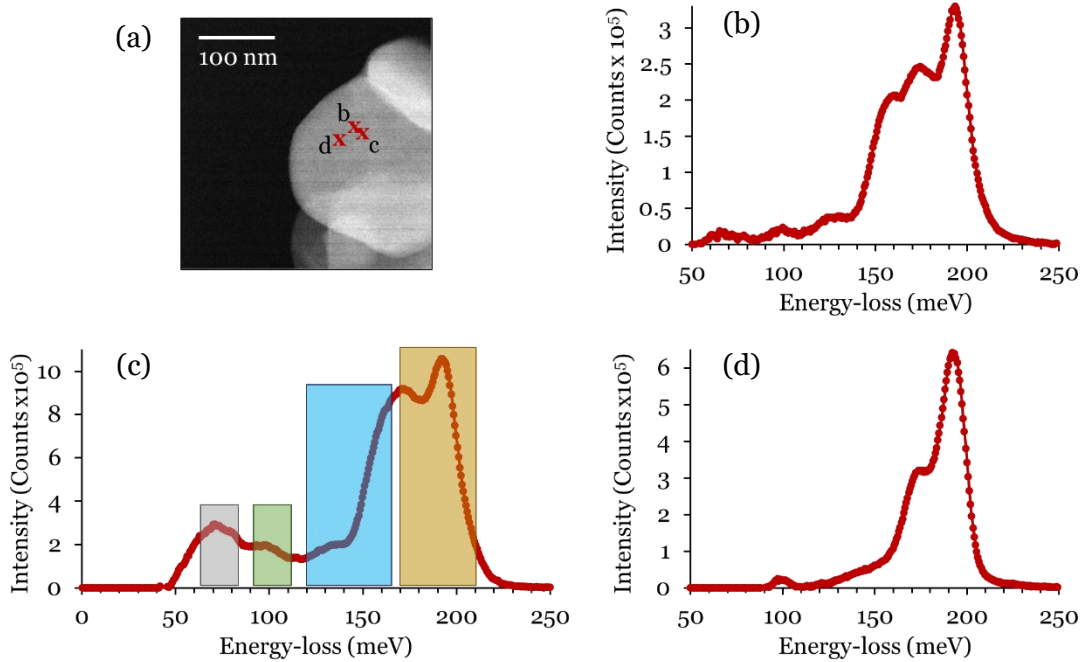 (a)
100 nm
b
d
c
(b)
Intensity (Counts x 10⁵)
3
2.5
2
1.5
1
0.5
0
50 100 150 200 250
Energy-loss (meV)
(c)
Intensity (Counts x10⁵)
10
8
6
4
2
0
0 50 100 150 200 250
Energy-loss (meV)
(d)
Intensity (Counts x10⁵)
6
5
4
3
2
1
0
50 100 150 200 250
Energy-loss (meV)